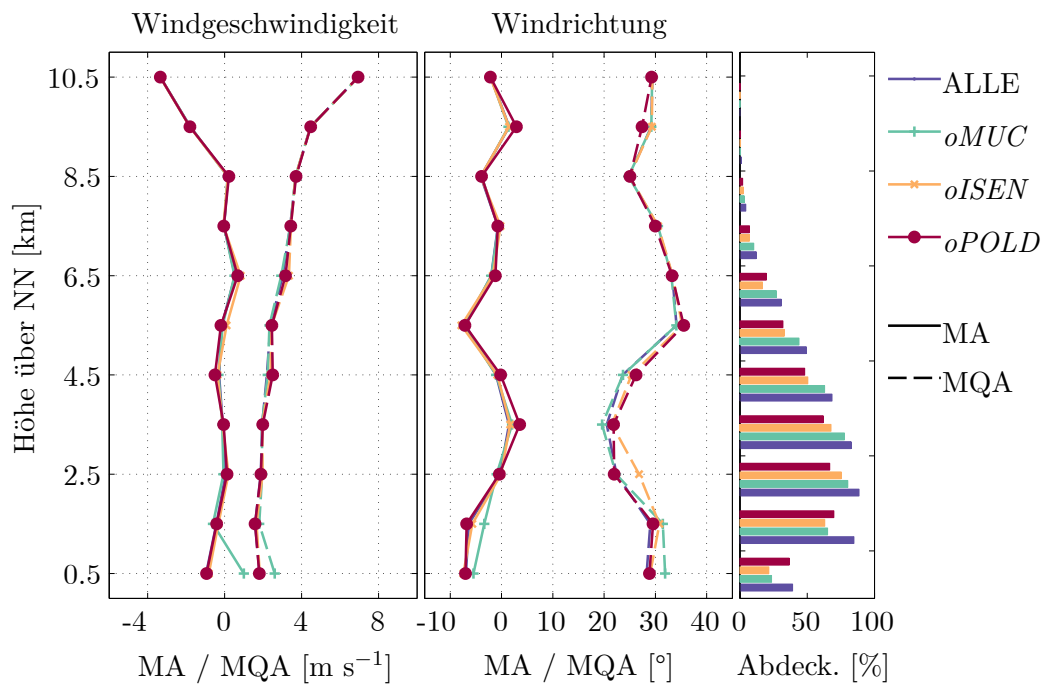 Windgeschwindigkeit
Windrichtung
Höhe über NN [km]
10.5
8.5
6.5
4.5
2.5
0.5
-4 0 4 8
-10 0 10 20 30 40
0 50 100
MA / MQA [m s⁻¹]
MA / MQA [°]
Abdeck. [%]
ALLE
oMUC
oISEN
oPOLD
MA
MQA